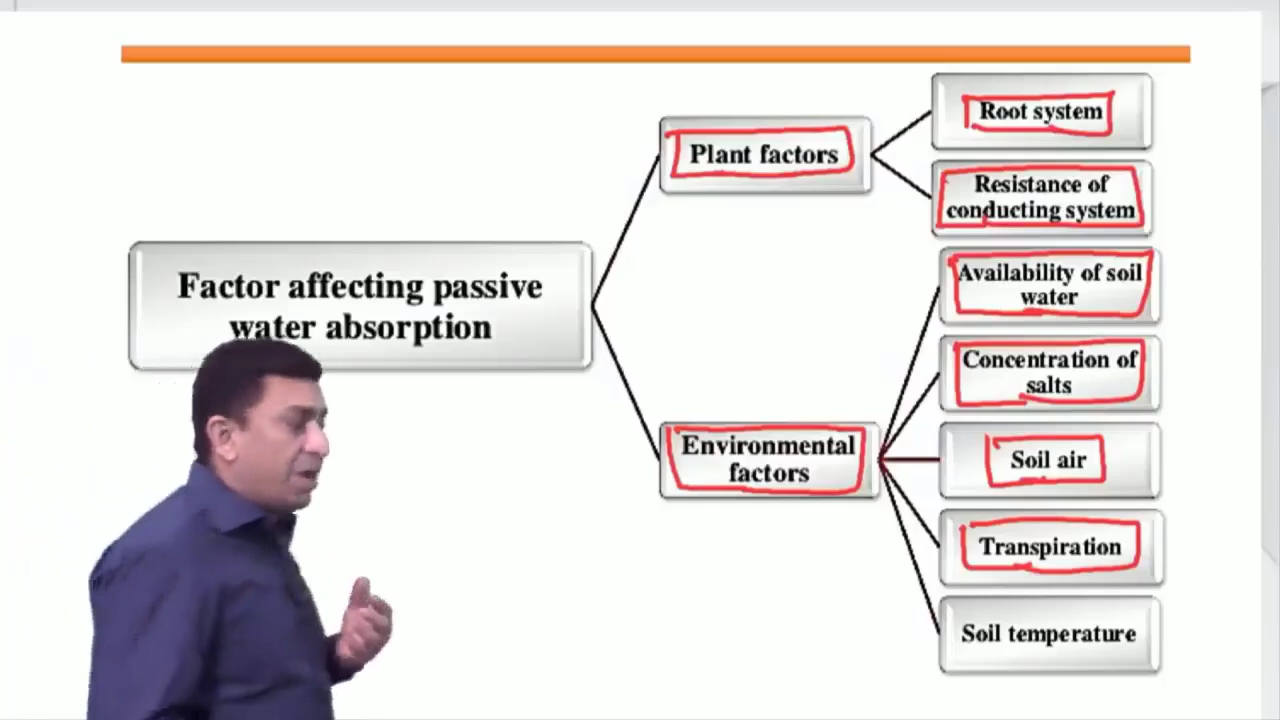 Factor affecting passive
water absorption
Plant factors
Root system
Resistance of
conducting system
Environmental
factors
Availability of soil
water
Concentration of
salts
Soil air
Transpiration
Soil temperature